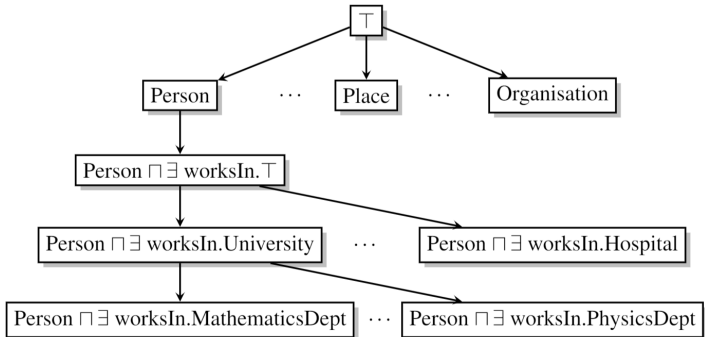 ⊤
Person ··· Place ··· Organisation
Person ⊓ ∃ worksIn.⊤
Person ⊓ ∃ worksIn.University ··· Person ⊓ ∃ worksIn.Hospital
Person ⊓ ∃ worksIn.MathematicsDept ··· Person ⊓ ∃ worksIn.PhysicsDept